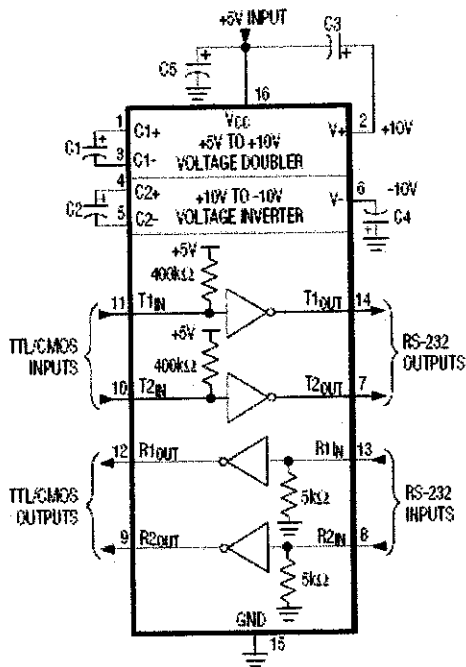 +5V INPUT
C3
+
C5
+
16
VCC
1
C1+
+5V TO +10V
VOLTAGE DOUBLER
V+
2
+10V
C1
+
3
C1-
4
C2+
+10V TO -10V
VOLTAGE INVERTER
V-
6
-10V
C2
+
5
C2-
C4
+
+5V
400kΩ
11
T1IN
T1OUT
14
+5V
TTL/CMOS
INPUTS
400kΩ
RS-232
OUTPUTS
10
T2IN
T2OUT
7
12
R1OUT
R1IN
13
TTL/CMOS
OUTPUTS
5kΩ
RS-232
INPUTS
9
R2OUT
R2IN
8
5kΩ
GND
15